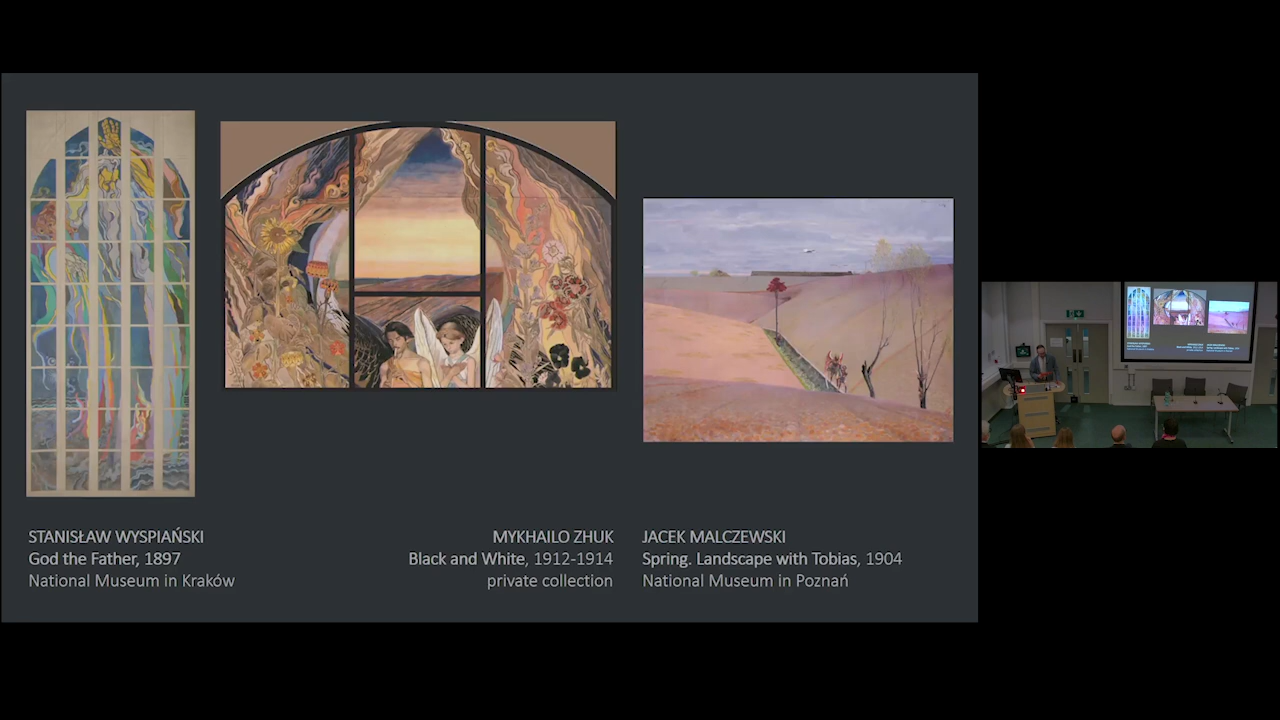 STANISŁAW WYSPIAŃSKI
God the Father, 1897
National Museum in Kraków
MYKHAILO ZHUK
Black and White, 1912-1914
private collection
JACEK MALCZEWSKI
Spring. Landscape with Tobias, 1904
National Museum in Poznań